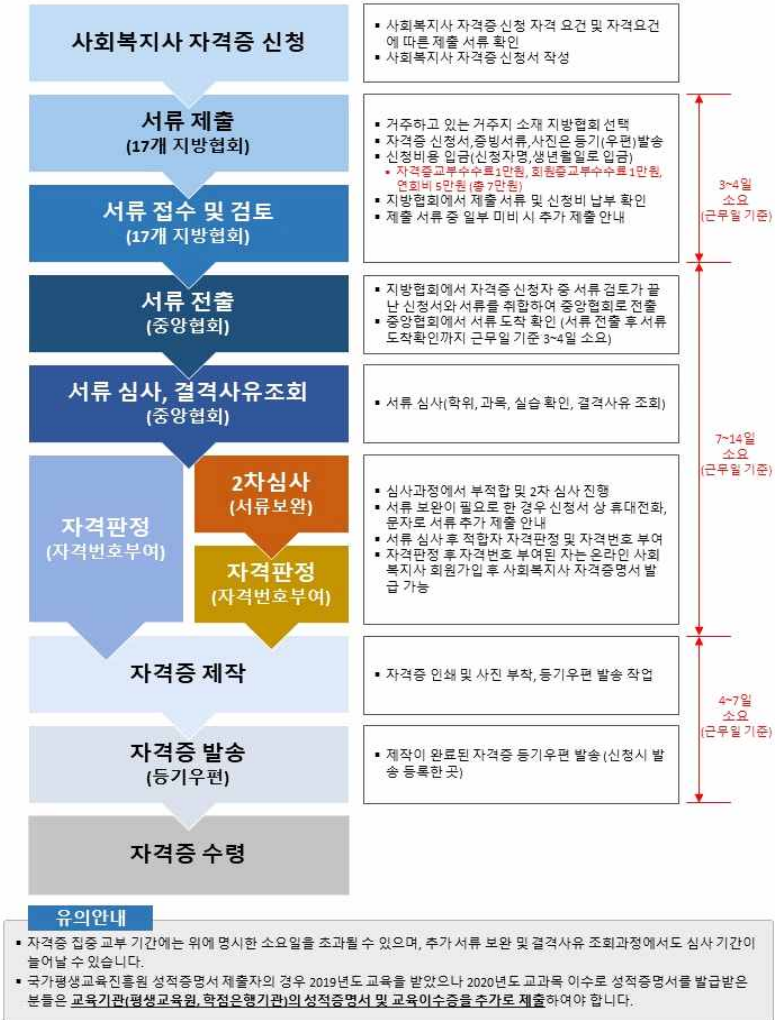 사회복지사 자격증 신청
▪ 사회복지사 자격증 신청 자격 요건 및 자격요건
에 따른 제출 서류 확인
▪ 사회복지사 자격증 신청서 작성
서류 제출
(17개 지방협회)
서류 접수 및 검토
(17개 지방협회)
▪ 거주하고 있는 거주지 소재 지방협회 선택
▪ 자격증 신청서,증빙서류,사진은 등기(우편)발송
▪ 신청비용 입금(신청자명,생년월일로 입금)
• 자격증교부수수료1만원, 회원증교부수수료1만원,
연회비 5만원 (총 7만원)
▪ 지방협회에서 제출 서류 및 신청비 납부 확인
▪ 제출 서류 중 일부 미비 시 추가 제출 안내
3~4일
소요
(근무일 기준)
서류 전출
(중앙협회)
▪ 지방협회에서 자격증 신청자 중 서류 검토가 끝
난 신청서와 서류를 취합하여 중앙협회로 전출
▪ 중앙협회에서 서류 도착 확인 (서류 전출 후 서류
도착확인까지 근무일 기준 3~4일 소요)
서류 심사, 결격사유조회
(중앙협회)
▪ 서류 심사(학위, 과목, 실습 확인, 결격사유 조회)
7~14일
소요
(근무일 기준)
자격판정
(자격번호부여)
2차심사
(서류보완)
자격판정
(자격번호부여)
▪ 심사과정에서 부적합 및 2차 심사 진행
▪ 서류 보완이 필요로 한 경우 신청서 상 휴대전화,
문자로 서류 추가 제출 안내
▪ 서류 심사 후 적합자 자격판정 및 자격번호 부여
▪ 자격판정 후 자격번호 부여된 자는 온라인 사회
복지사 회원가입 후 사회복지사 자격증명서 발
급 가능
자격증 제작
▪ 자격증 인쇄 및 사진 부착, 등기우편 발송 작업
4~7일
소요
(근무일 기준)
자격증 발송
(등기우편)
▪ 제작이 완료된 자격증 등기우편 발송 (신청시 발
송 등록한 곳)
자격증 수령
유의안내
▪ 자격증 집중 교부 기간에는 위에 명시한 소요일을 초과될 수 있으며, 추가 서류 보완 및 결격사유 조회과정에서도 심사 기간이
늘어날 수 있습니다.
▪ 국가평생교육진흥원 성적증명서 제출자의 경우 2019년도 교육을 받았으나 2020년도 교과목 이수로 성적증명서를 발급받은
분들은 교육기관(평생교육원, 학점은행기관)의 성적증명서 및 교육이수증을 추가로 제출하여야 합니다.